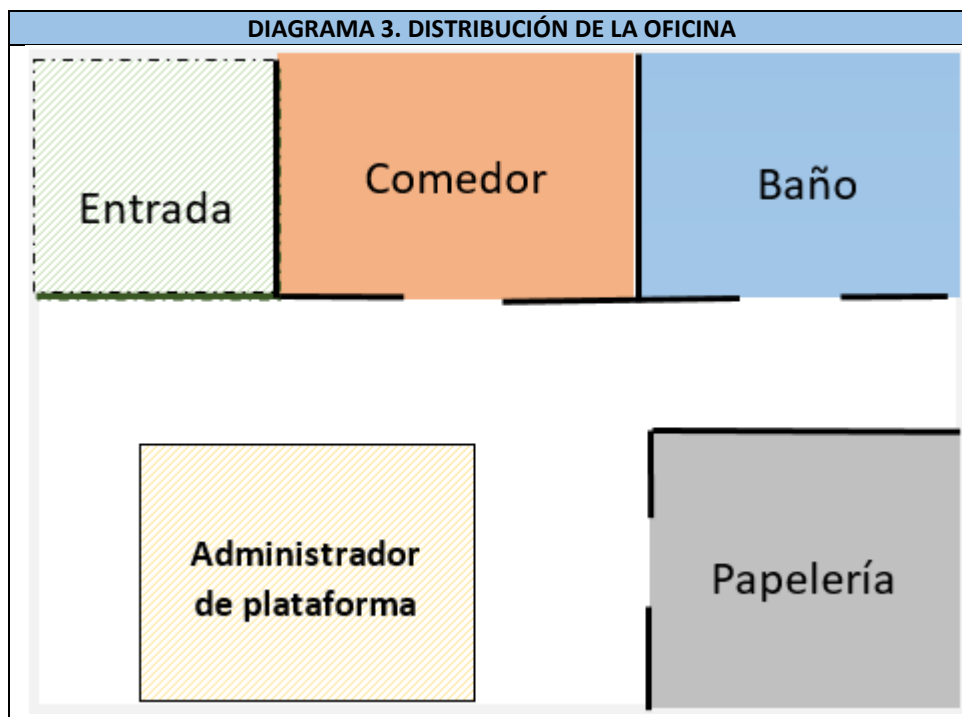 DIAGRAMA 3. DISTRIBUCIÓN DE LA OFICINA
Entrada
Comedor
Baño
Administrador
de plataforma
Papelería